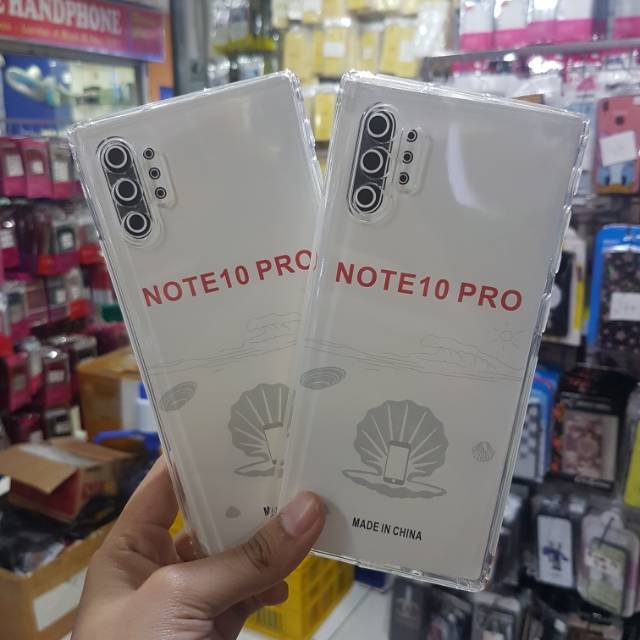 E HANDPHONE
NOTE10 PRO
NOTE10 PRO
MADE IN CHINA